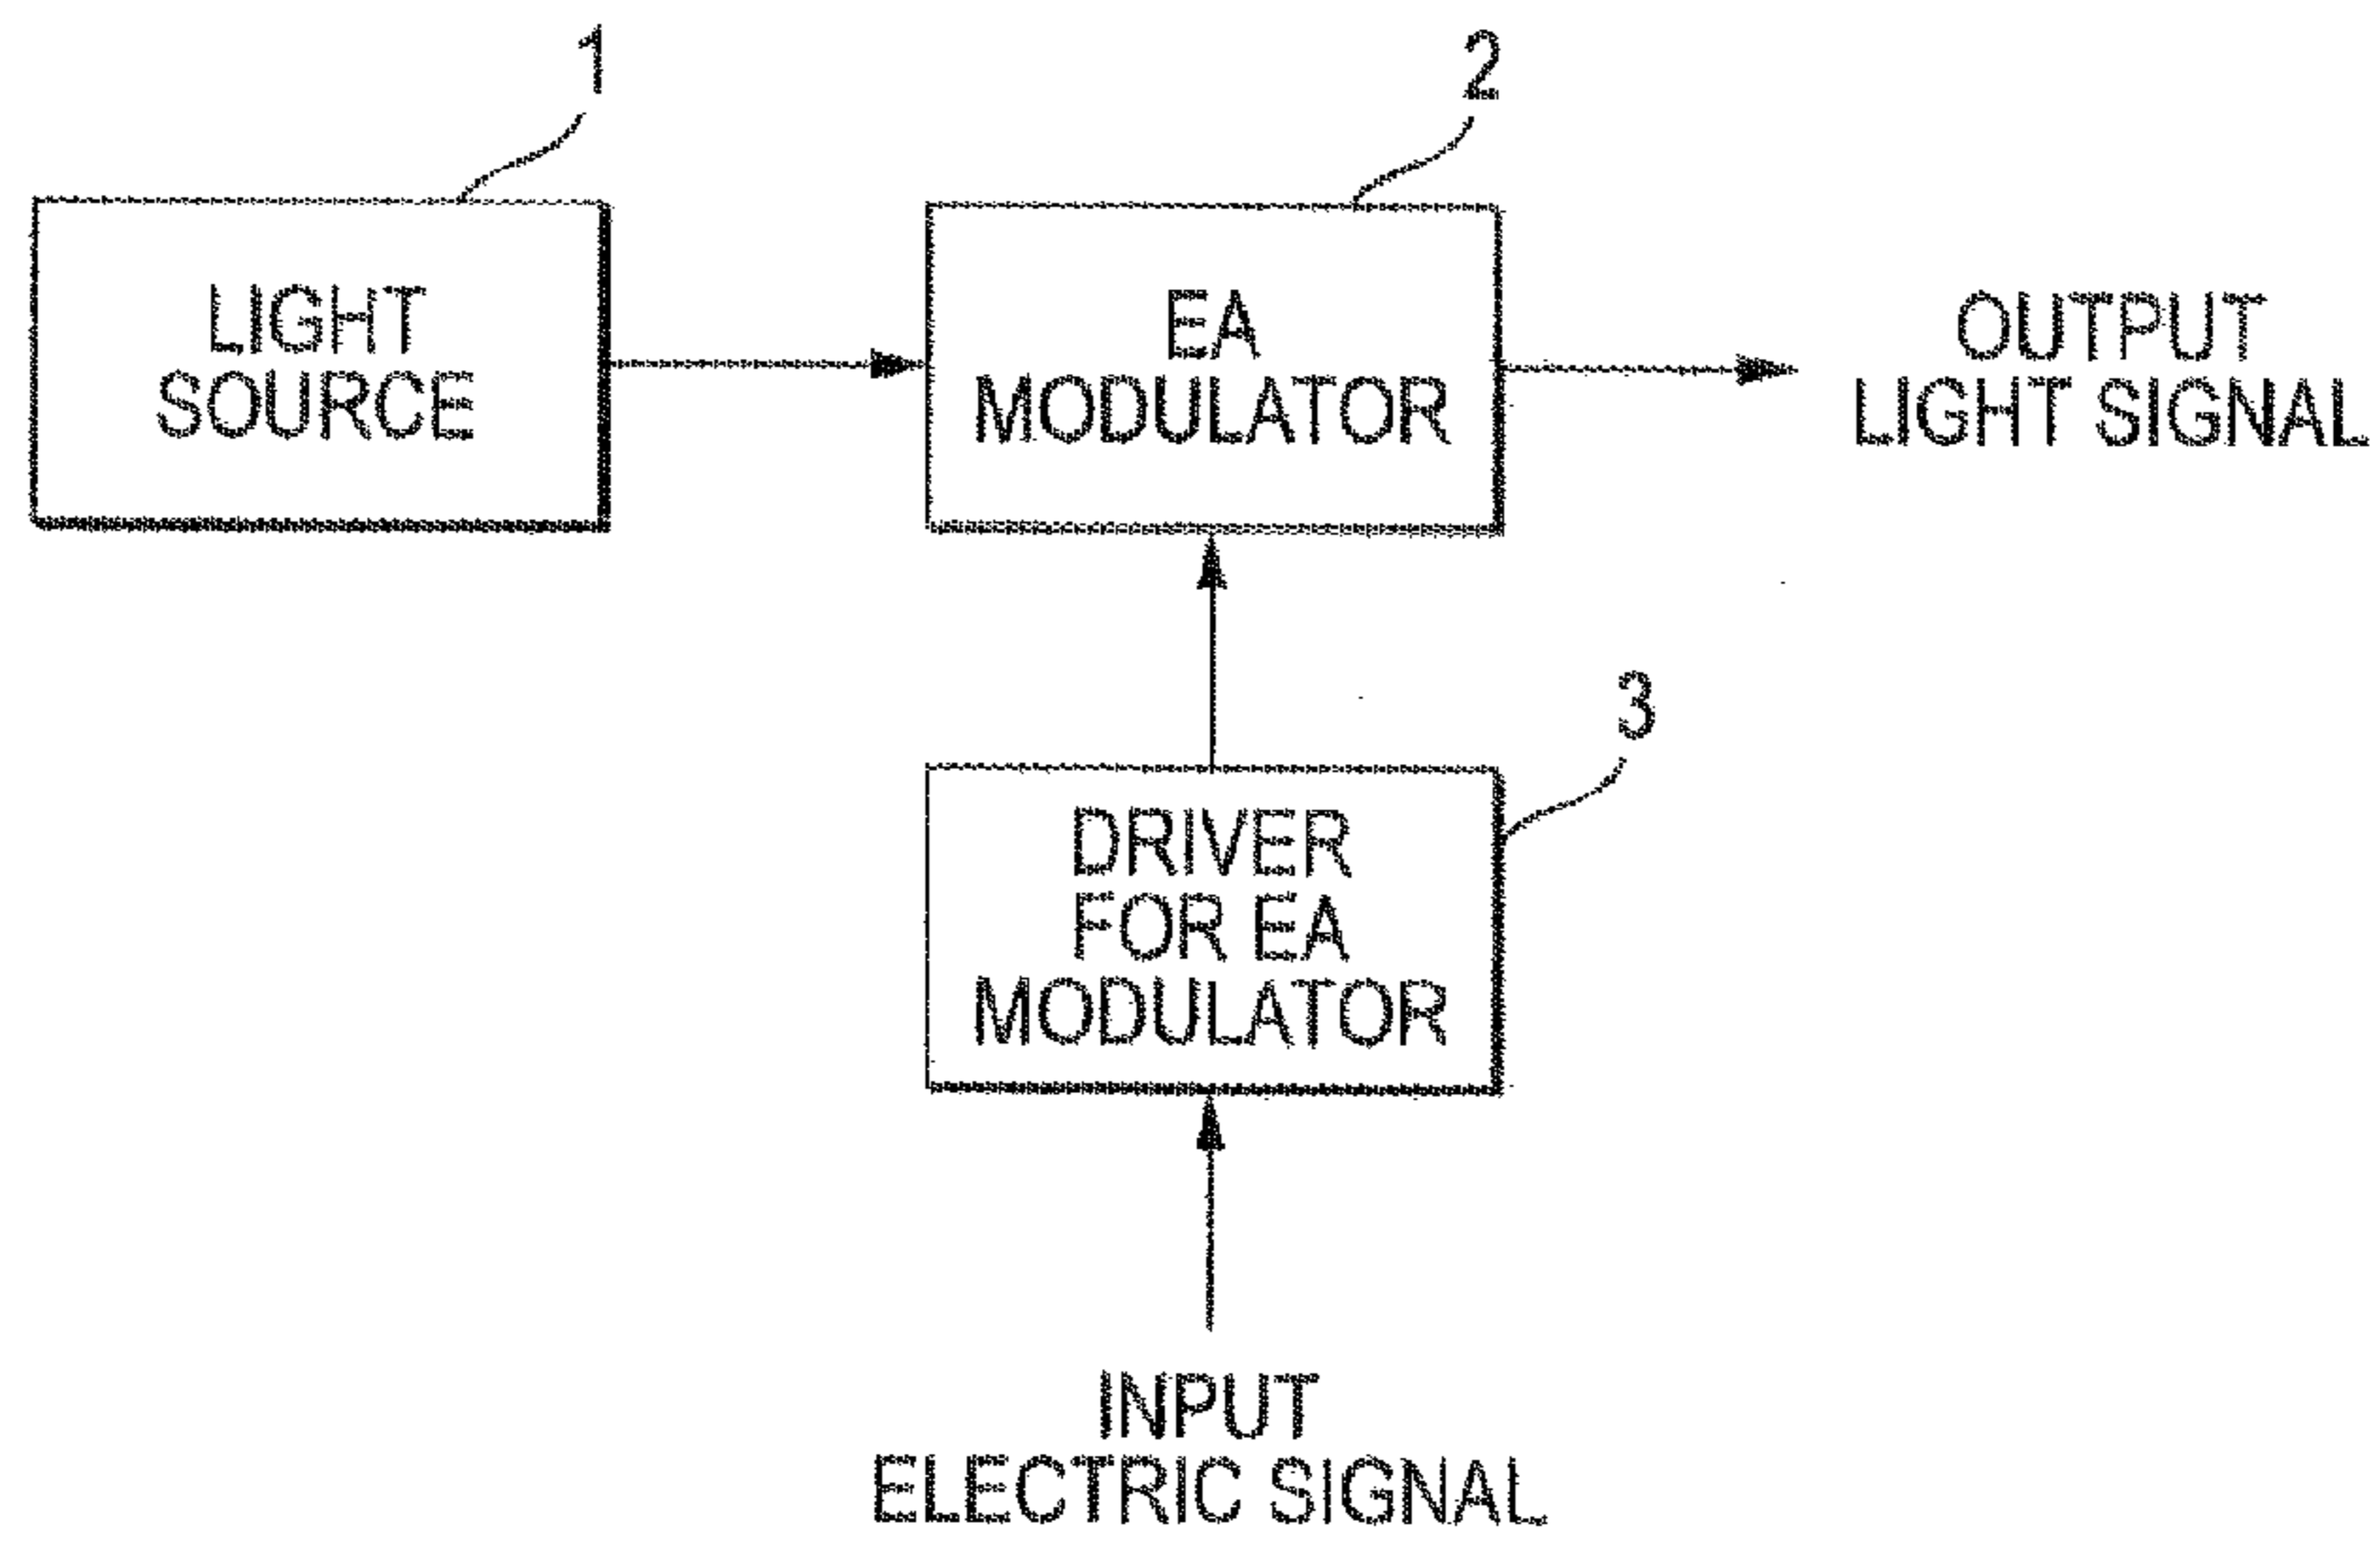 1
2
LIGHT
SOURCE
EA
MODULATOR
OUTPUT
LIGHT SIGNAL
3
DRIVER
FOR EA
MODULATOR
INPUT
ELECTRIC SIGNAL